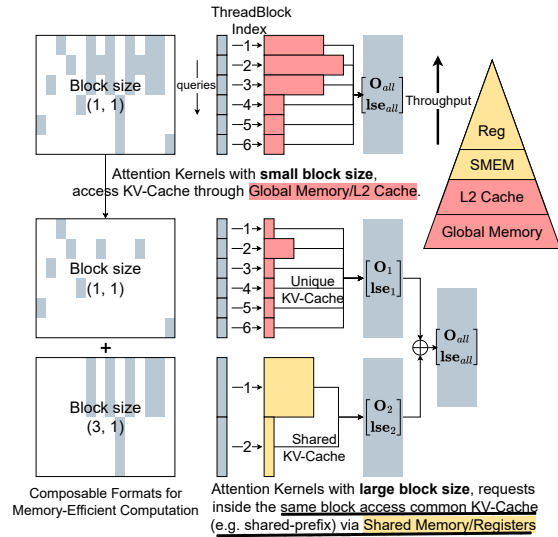 ThreadBlock
Index
Block size
(1, 1)
queries
1
2
3
4
5
6
O_all
lse_all
Throughput
Reg
SMEM
L2 Cache
Global Memory
Attention Kernels with small block size,
access KV-Cache through Global Memory/L2 Cache.
Block size
(1, 1)
1
2
3
4
5
6
Unique
KV-Cache
O_1
lse_1
+
O_all
lse_all
Block size
(3, 1)
1
2
Shared
KV-Cache
O_2
lse_2
Composable Formats for
Memory-Efficient Computation
Attention Kernels with large block size, requests
inside the same block access common KV-Cache
(e.g. shared-prefix) via Shared Memory/Registers